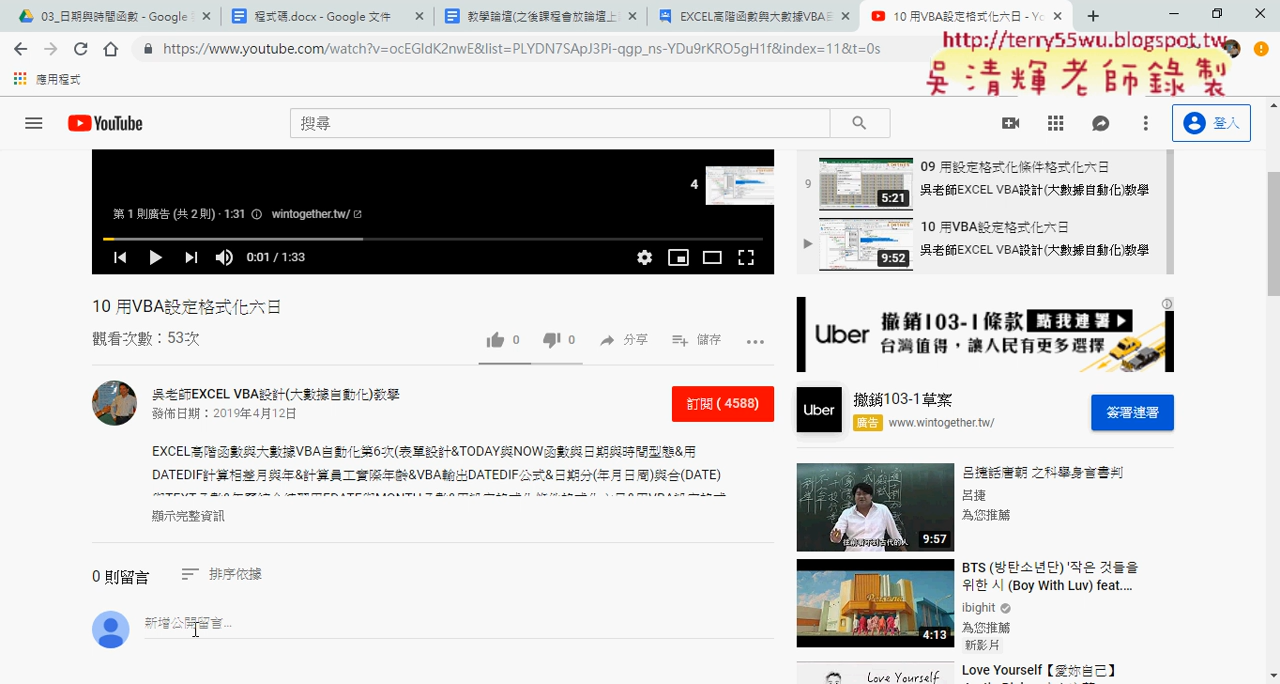 03_日期與時間函數 - Google
程式碼.docx - Google 文件
教學論壇(之後課程會放論壇上
EXCEL高階函數與大數據VBA自
10 用VBA設定格式化六日 - Yo
https://www.youtube.com/watch?v=ocEGldK2nwE&list=PLYDN7SApJ3Pi-qgp_ns-YDu9rKRO5gH1f&index=11&t=0s
http://terry55wu.blogspot.tw
吳清輝老師錄製
應用程式
YouTube
搜尋
登入
4
第 1 則廣告 (共 2 則) · 1:31
wintogether.tw/
0:01 / 1:33
9
5:21
09 用設定格式化條件格式化六日
吳老師EXCEL VBA設計(大數據自動化)教學
9:52
10 用VBA設定格式化六日
吳老師EXCEL VBA設計(大數據自動化)教學
10 用VBA設定格式化六日
觀看次數：53次
0
0
分享
儲存
吳老師EXCEL VBA設計(大數據自動化)教學
發佈日期：2019年4月12日
訂閱 ( 4588)
EXCEL高階函數與大數據VBA自動化第6次(表單設計&TODAY與NOW函數與日期與時間型態&用
DATEDIF計算相差月與年&計算員工實際年齡&VBA輸出DATEDIF公式&日期分(年月日周)與合(DATE)
顯示完整資訊
0 則留言
排序依據
新增公開留言...
Uber
撤銷103-1條款 點我連署
台灣值得，讓人民有更多選擇
Uber
撤銷103-1草案
廣告 www.wintogether.tw/
簽署連署
9:57
呂捷話唐朝 之科學身言書判
呂捷
為您推薦
4:13
BTS (방탄소년단) '작은 것들을
위한 시 (Boy With Luv) feat....
ibighit
為您推薦
新影片
Love Yourself
Love Yourself【愛妳自己】